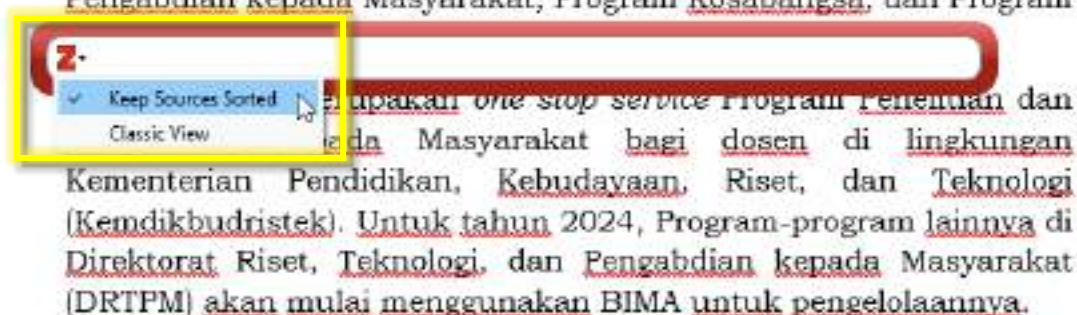 Pengabdian kepada Masyarakat, Program Kosabangsa, dan Program
Z
Keep Sources Sorted
Classic View
one stop service Program Penelitian dan
Masyarakat bagi dosen di lingkungan
Kementerian Pendidikan, Kebudayaan, Riset, dan Teknologi
(Kemdikbudristek). Untuk tahun 2024, Program-program lainnya di
Direktorat Riset, Teknologi, dan Pengabdian kepada Masyarakat
(DRTPM) akan mulai menggunakan BIMA untuk pengelolaannya.